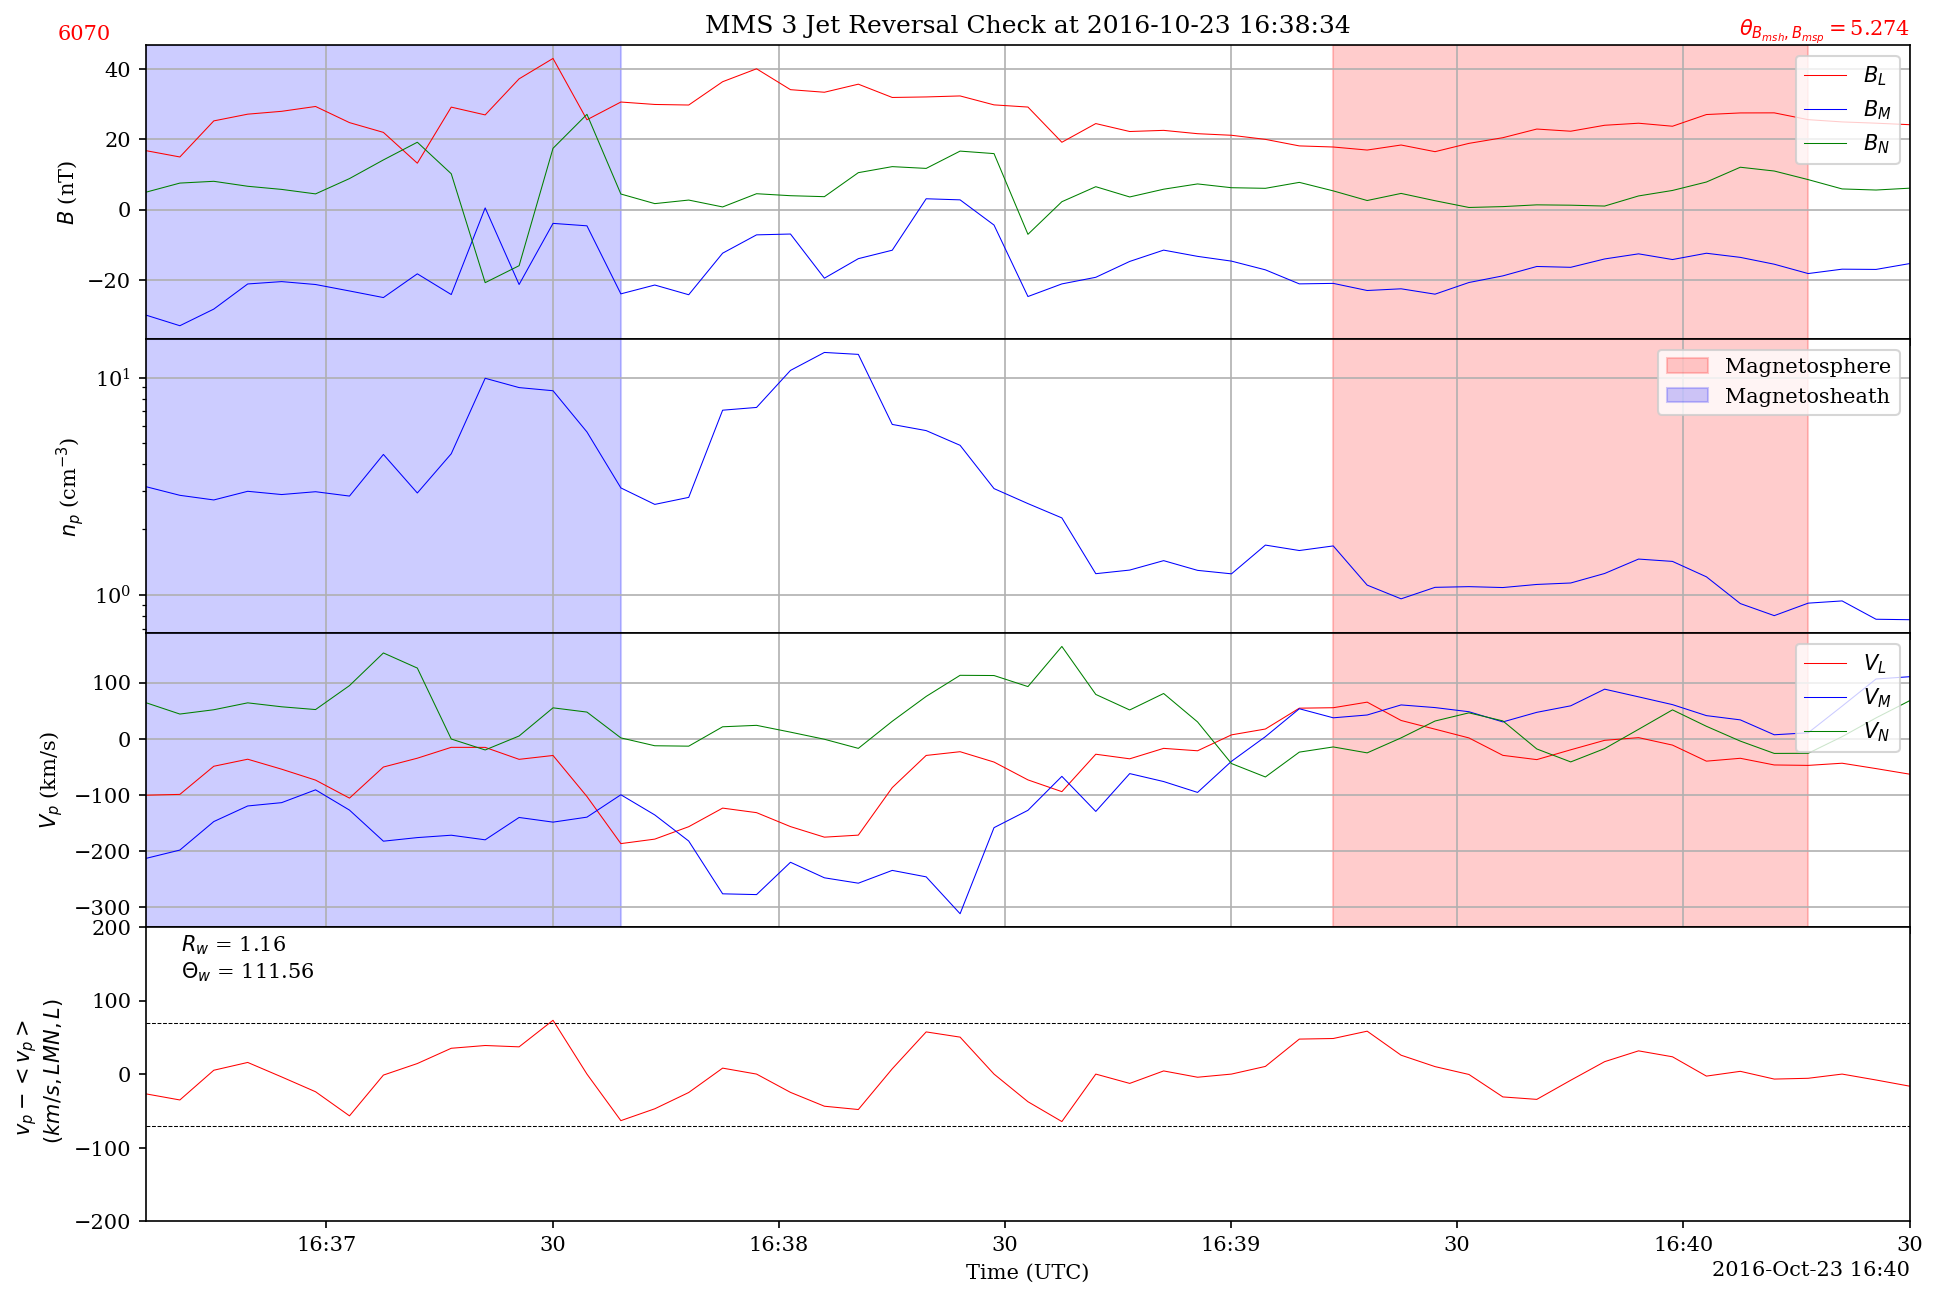 6070
MMS 3 Jet Reversal Check at 2016-10-23 16:38:34
θ_{B_{msh}, B_{msp}} = 5.274
40
20
0
−20
B (nT)
B_L
B_M
B_N
10^1
10^0
n_p (cm^{−3})
Magnetosphere
Magnetosheath
100
0
−100
−200
−300
V_p (km/s)
V_L
V_M
V_N
200
100
0
−100
−200
v_p − < v_p >
(km/s, LMN, L)
R_w = 1.16
Θ_w = 111.56
16:37
30
16:38
30
16:39
30
16:40
30
Time (UTC)
2016-Oct-23 16:40